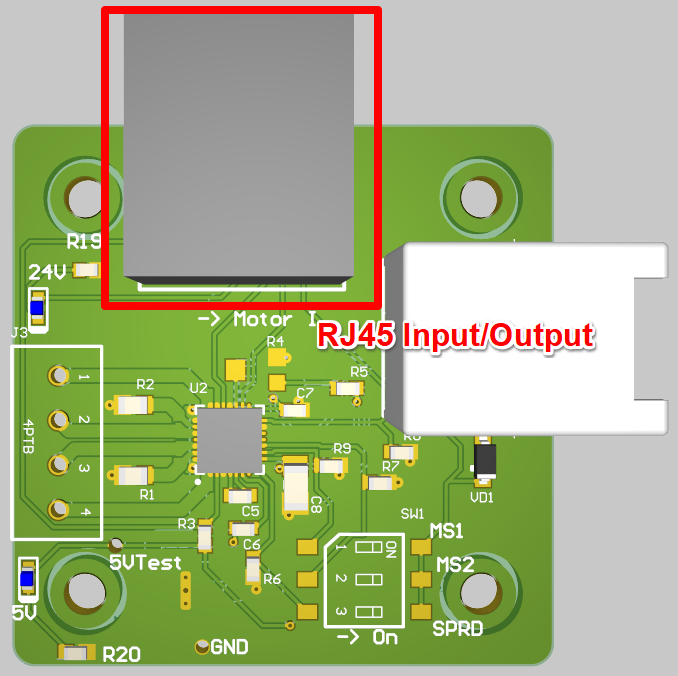 R19
24V
J3
-> Motor I
RJ45 Input/Output
R4
R5
R2
U2
C7
1
2
3
4
4PTB
R9
R7
R1
C8
C5
VD1
SW1
R3
C6
MS1
5VTest
R6
1
ON
2
MS2
3
5V
SPRD
-> On
GND
R20